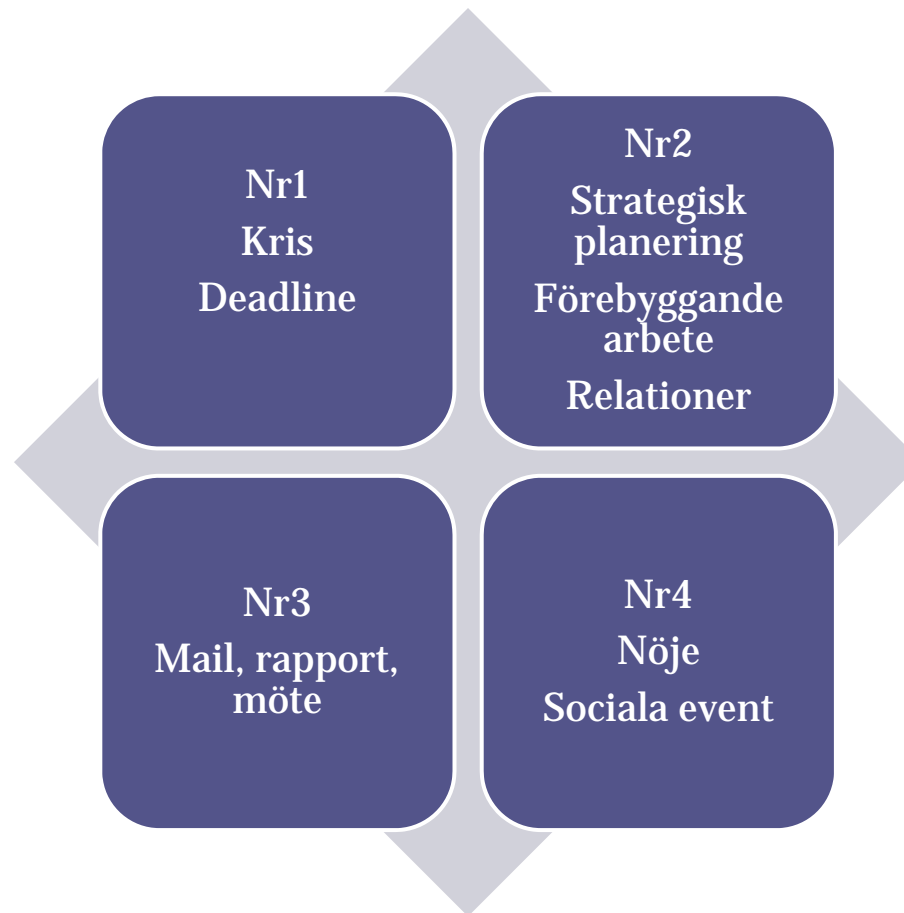 Nr1
Kris
Deadline
Nr2
Strategisk
planering
Förebyggande
arbete
Relationer
Nr3
Mail, rapport,
möte
Nr4
Nöje
Sociala event